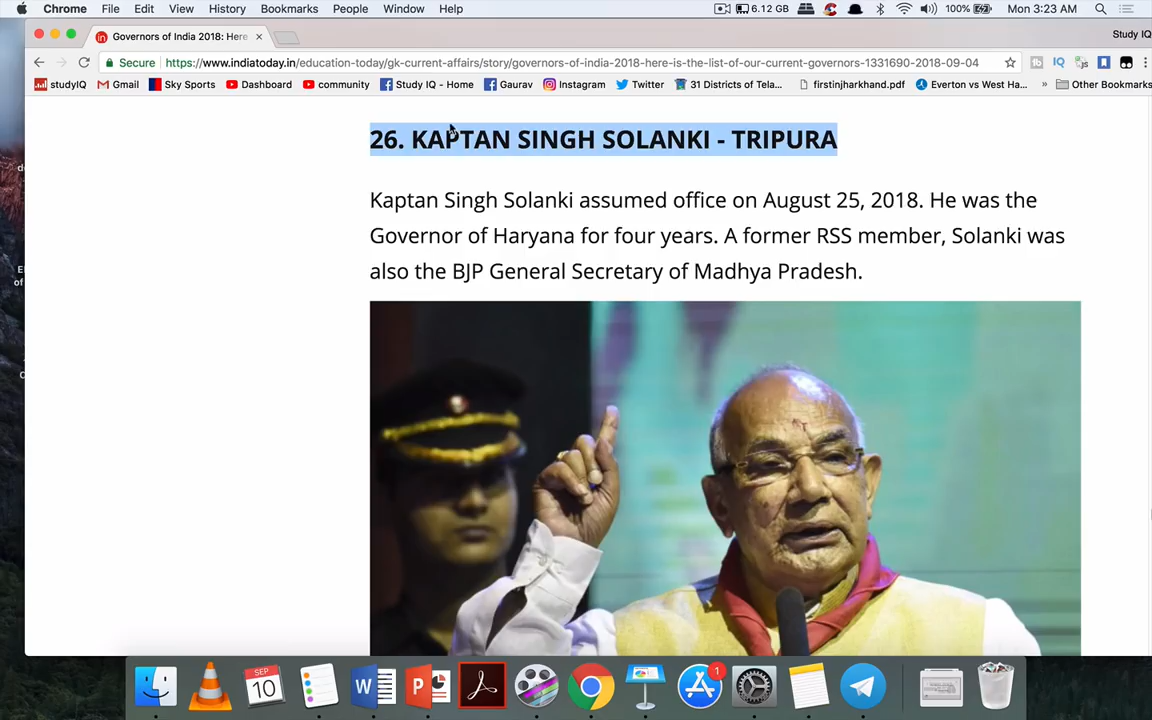 Chrome File Edit View History Bookmarks People Window Help 6.12 GB 100% Mon 3:23 AM
Governors of India 2018: Here Study IQ
Secure https://www.indiatoday.in/education-today/gk-current-affairs/story/governors-of-india-2018-here-is-the-list-of-our-current-governors-1331690-2018-09-04
studyIQ Gmail Sky Sports Dashboard community Study IQ - Home Gaurav Instagram Twitter 31 Districts of Tela... firstinjharkhand.pdf Everton vs West Ha... » Other Bookmarks
26. KAPTAN SINGH SOLANKI - TRIPURA
Kaptan Singh Solanki assumed office on August 25, 2018. He was the
Governor of Haryana for four years. A former RSS member, Solanki was
also the BJP General Secretary of Madhya Pradesh.
SEP
10
1